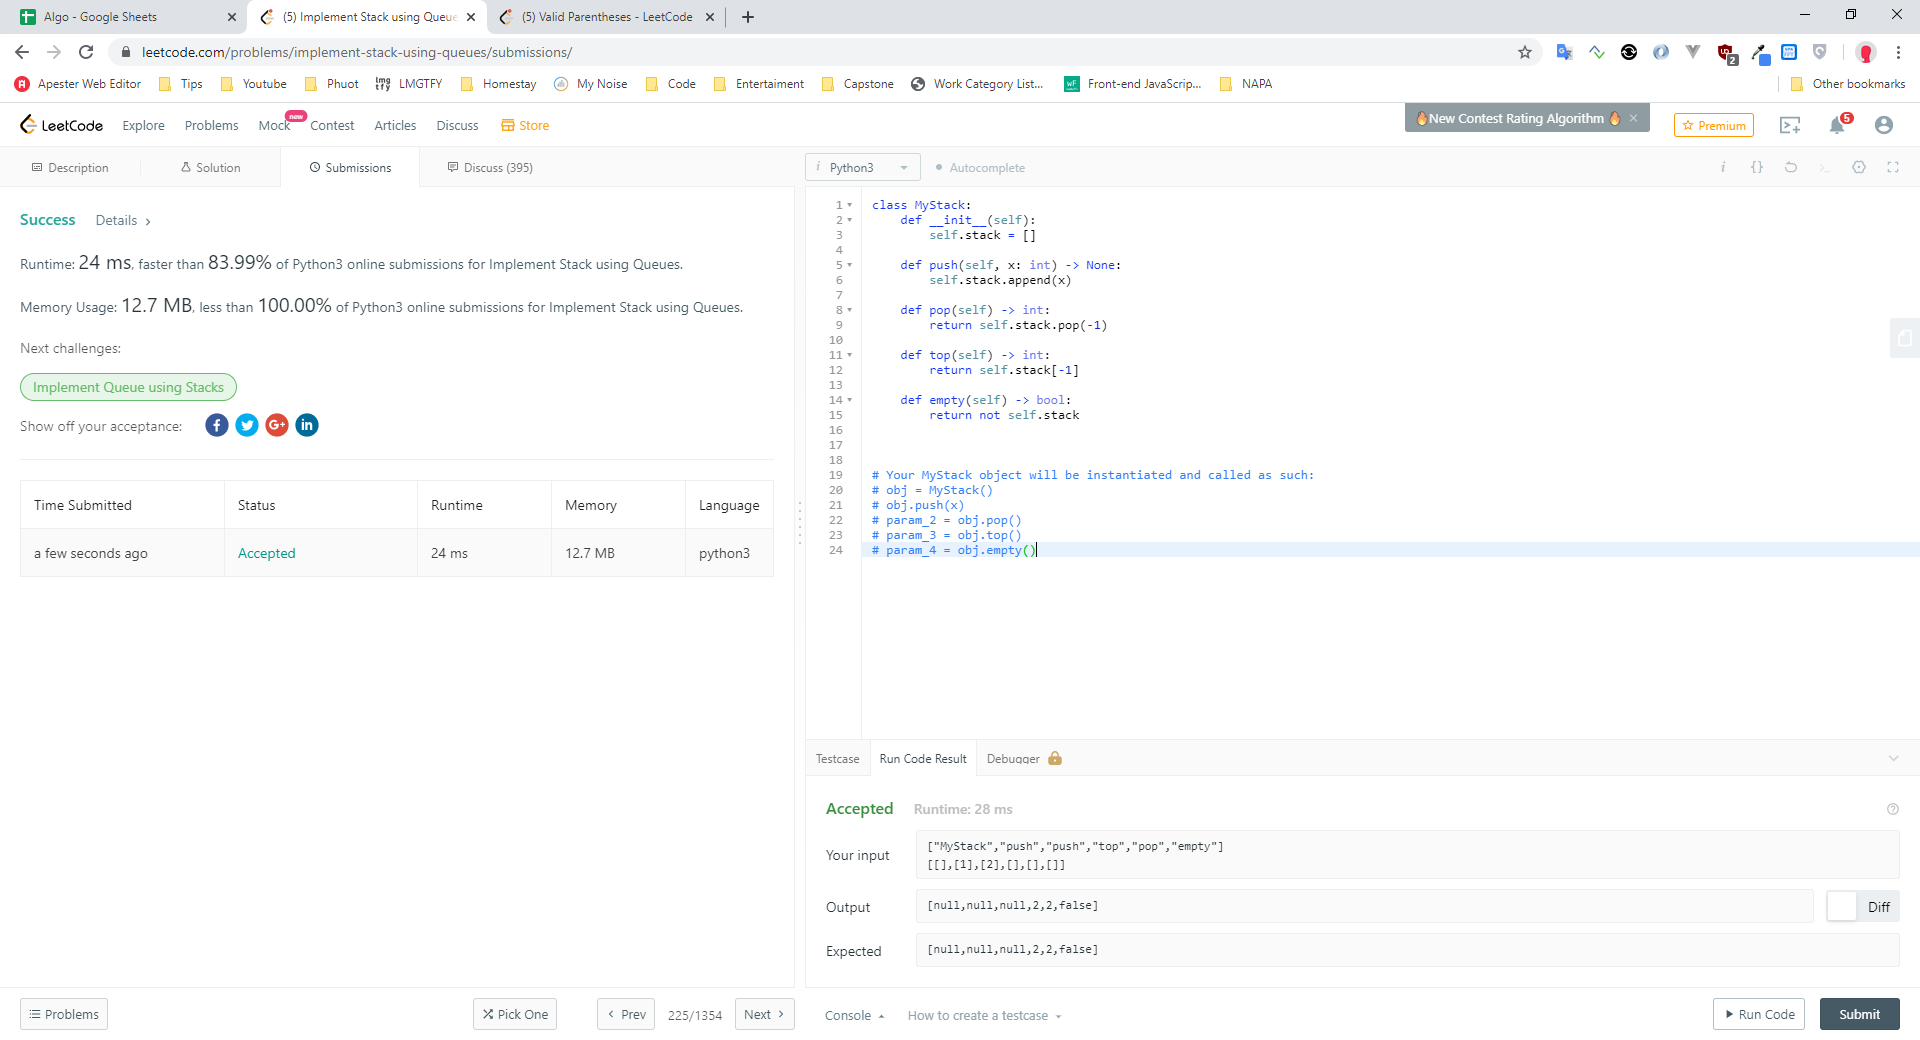 Algo - Google Sheets
(5) Implement Stack using Queue
(5) Valid Parentheses - LeetCode
leetcode.com/problems/implement-stack-using-queues/submissions/
2
Apester Web Editor Tips Youtube Phuot LMGTFY Homestay My Noise Code Entertaiment Capstone Work Category List... Front-end JavaScrip... NAPA Other bookmarks
LeetCode Explore Problems Mock new Contest Articles Discuss Store
🔥New Contest Rating Algorithm 🔥 ×
Premium
5
Description Solution Submissions Discuss (395)
Python3 Autocomplete
Success Details
Runtime: 24 ms, faster than 83.99% of Python3 online submissions for Implement Stack using Queues.
Memory Usage: 12.7 MB, less than 100.00% of Python3 online submissions for Implement Stack using Queues.
Next challenges:
Implement Queue using Stacks
Show off your acceptance:
Time Submitted Status Runtime Memory Language
a few seconds ago Accepted 24 ms 12.7 MB python3
1 class MyStack:
2     def __init__(self):
3         self.stack = []
4
5     def push(self, x: int) -> None:
6         self.stack.append(x)
7
8     def pop(self) -> int:
9         return self.stack.pop(-1)
10
11     def top(self) -> int:
12         return self.stack[-1]
13
14     def empty(self) -> bool:
15         return not self.stack
16
17
18
19 # Your MyStack object will be instantiated and called as such:
20 # obj = MyStack()
21 # obj.push(x)
22 # param_2 = obj.pop()
23 # param_3 = obj.top()
24 # param_4 = obj.empty()
Testcase Run Code Result Debugger
Accepted Runtime: 28 ms
Your input
["MyStack","push","push","top","pop","empty"]
[[],[1],[2],[],[],[]]
Output
[null,null,null,2,2,false]
Diff
Expected
[null,null,null,2,2,false]
Problems Pick One Prev 225/1354 Next
Console How to create a testcase Run Code Submit